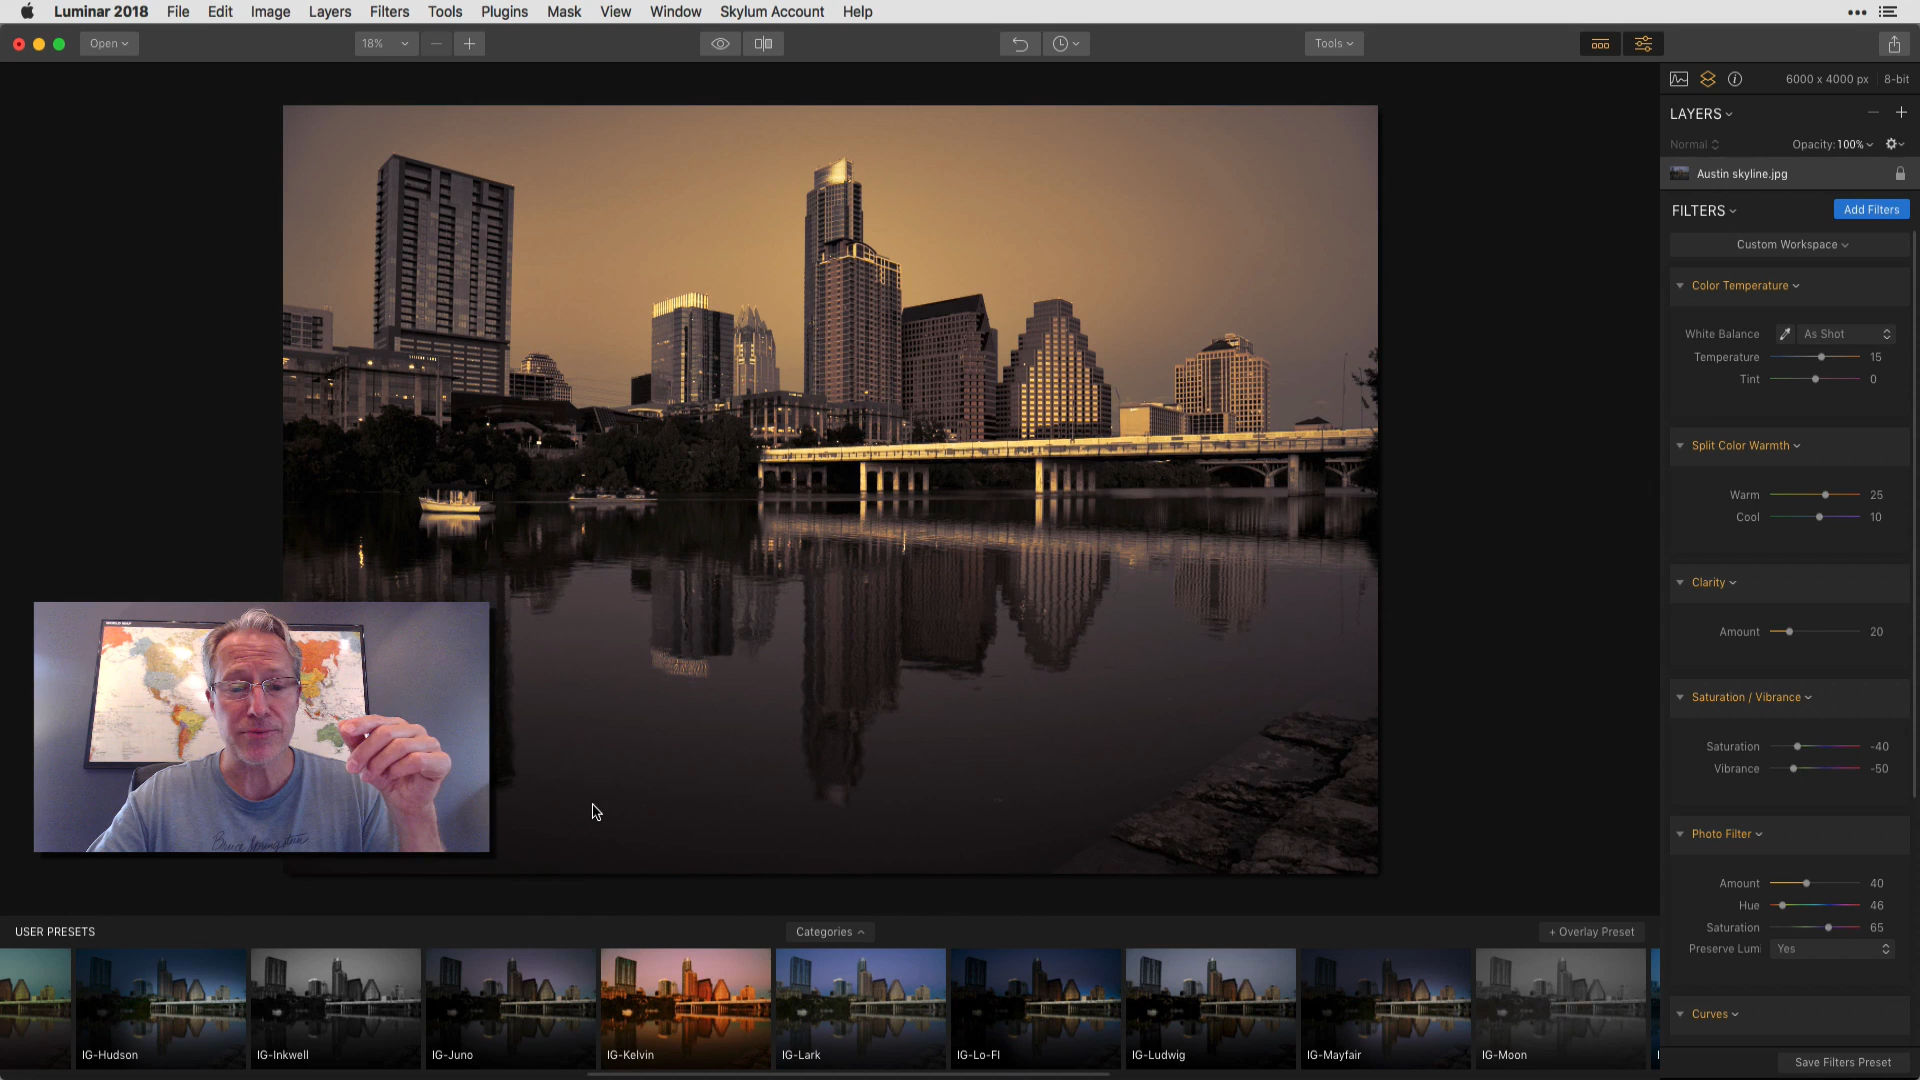 Luminar 2018 File Edit Image Layers Filters Tools Plugins Mask View Window Skylum Account Help
Open 18% Tools
6000 x 4000 px 8-bit
LAYERS
Normal Opacity: 100%
Austin skyline.jpg
FILTERS Add Filters
Custom Workspace
Color Temperature
White Balance As Shot
Temperature 15
Tint 0
Split Color Warmth
Warm 25
Cool 10
Clarity
Amount 20
Saturation / Vibrance
Saturation -40
Vibrance -50
Photo Filter
Amount 40
Hue 46
Saturation 65
Preserve Lumi Yes
Curves
Save Filters Preset
WORLD MAP
Bruce Springsteen
USER PRESETS Categories + Overlay Preset
IG-Hudson IG-Inkwell IG-Juno IG-Kelvin IG-Lark IG-Lo-FI IG-Ludwig IG-Mayfair IG-Moon